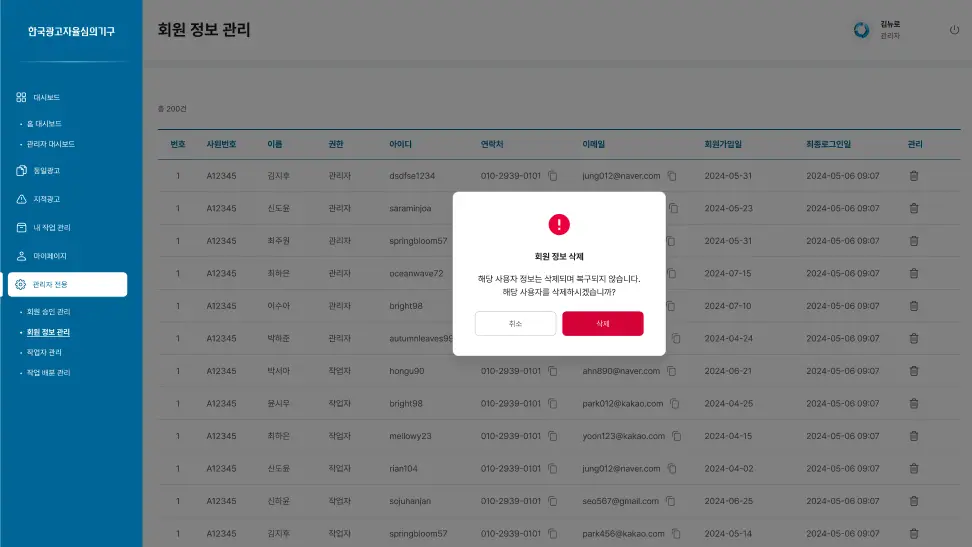 한국광고자율심의기구
회원 정보 관리
김뉴로
관리자
대시보드
• 홈 대시보드
• 관리자 대시보드
동일광고
지적광고
내 작업 관리
마이페이지
관리자 전용
• 회원 승인 관리
• 회원 정보 관리
• 작업자 관리
• 작업 배분 관리
총 200건
번호 사원번호 이름 권한 아이디 연락처 이메일 회원가입일 최종로그인일 관리
1 A12345 김지후 관리자 dsdfse1234 010-2939-0101 jung012@naver.com 2024-05-31 2024-05-06 09:07
1 A12345 신도윤 관리자 saraminjoa 2024-05-23 2024-05-06 09:07
1 A12345 최주원 관리자 springbloom57 2024-05-31 2024-05-06 09:07
1 A12345 최하은 관리자 oceanwave72 2024-07-15 2024-05-06 09:07
1 A12345 이수아 관리자 bright98 2024-07-10 2024-05-06 09:07
1 A12345 박하준 관리자 autumnleaves99 2024-04-24 2024-05-06 09:07
1 A12345 박서아 작업자 hongu90 010-2939-0101 ahn890@naver.com 2024-06-21 2024-05-06 09:07
1 A12345 윤시우 작업자 bright98 010-2939-0101 park012@kakao.com 2024-04-25 2024-05-06 09:07
1 A12345 최하은 작업자 mellowy23 010-2939-0101 yoon123@kakao.com 2024-04-15 2024-05-06 09:07
1 A12345 신도윤 작업자 rian104 010-2939-0101 jung012@naver.com 2024-04-02 2024-05-06 09:07
1 A12345 신하윤 작업자 sojuhanjan 010-2939-0101 seo567@gmail.com 2024-06-25 2024-05-06 09:07
1 A12345 김지후 작업자 springbloom57 010-2939-0101 park456@kakao.com 2024-05-14 2024-05-06 09:07
회원 정보 삭제
해당 사용자 정보는 삭제되며 복구되지 않습니다.
해당 사용자를 삭제하시겠습니까?
취소 삭제